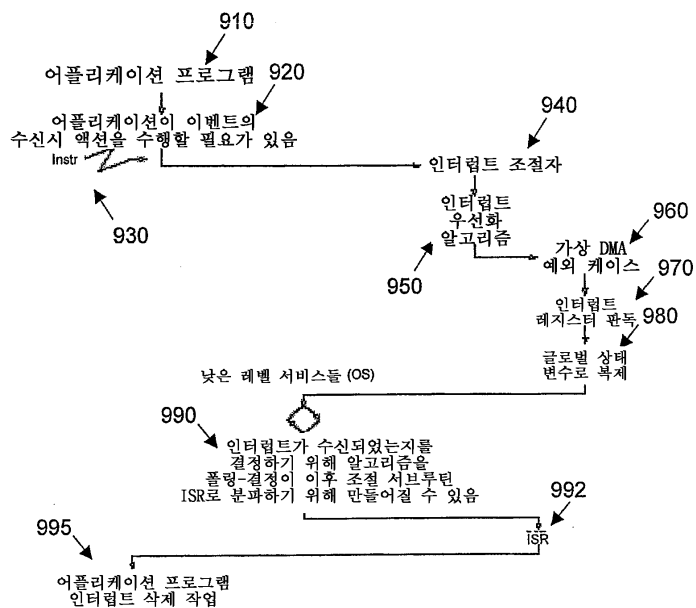 910
어플리케이션 프로그램
920
어플리케이션이 이벤트의
수신시 액션을 수행할 필요가 있음
Instr
930
940
인터럽트 조절자
인터럽트
우선화
알고리즘
950
960
가상 DMA
예외 케이스
970
인터럽트
레지스터 판독
980
글로벌 상태
변수로 복제
낮은 레벨 서비스들 (OS)
990
인터럽트가 수신되었는지를
결정하기 위해 알고리즘을
폴링-결정이 이후 조절 서브루틴
ISR로 분파하기 위해 만들어질 수 있음
992
ISR
995
어플리케이션 프로그램
인터럽트 삭제 작업